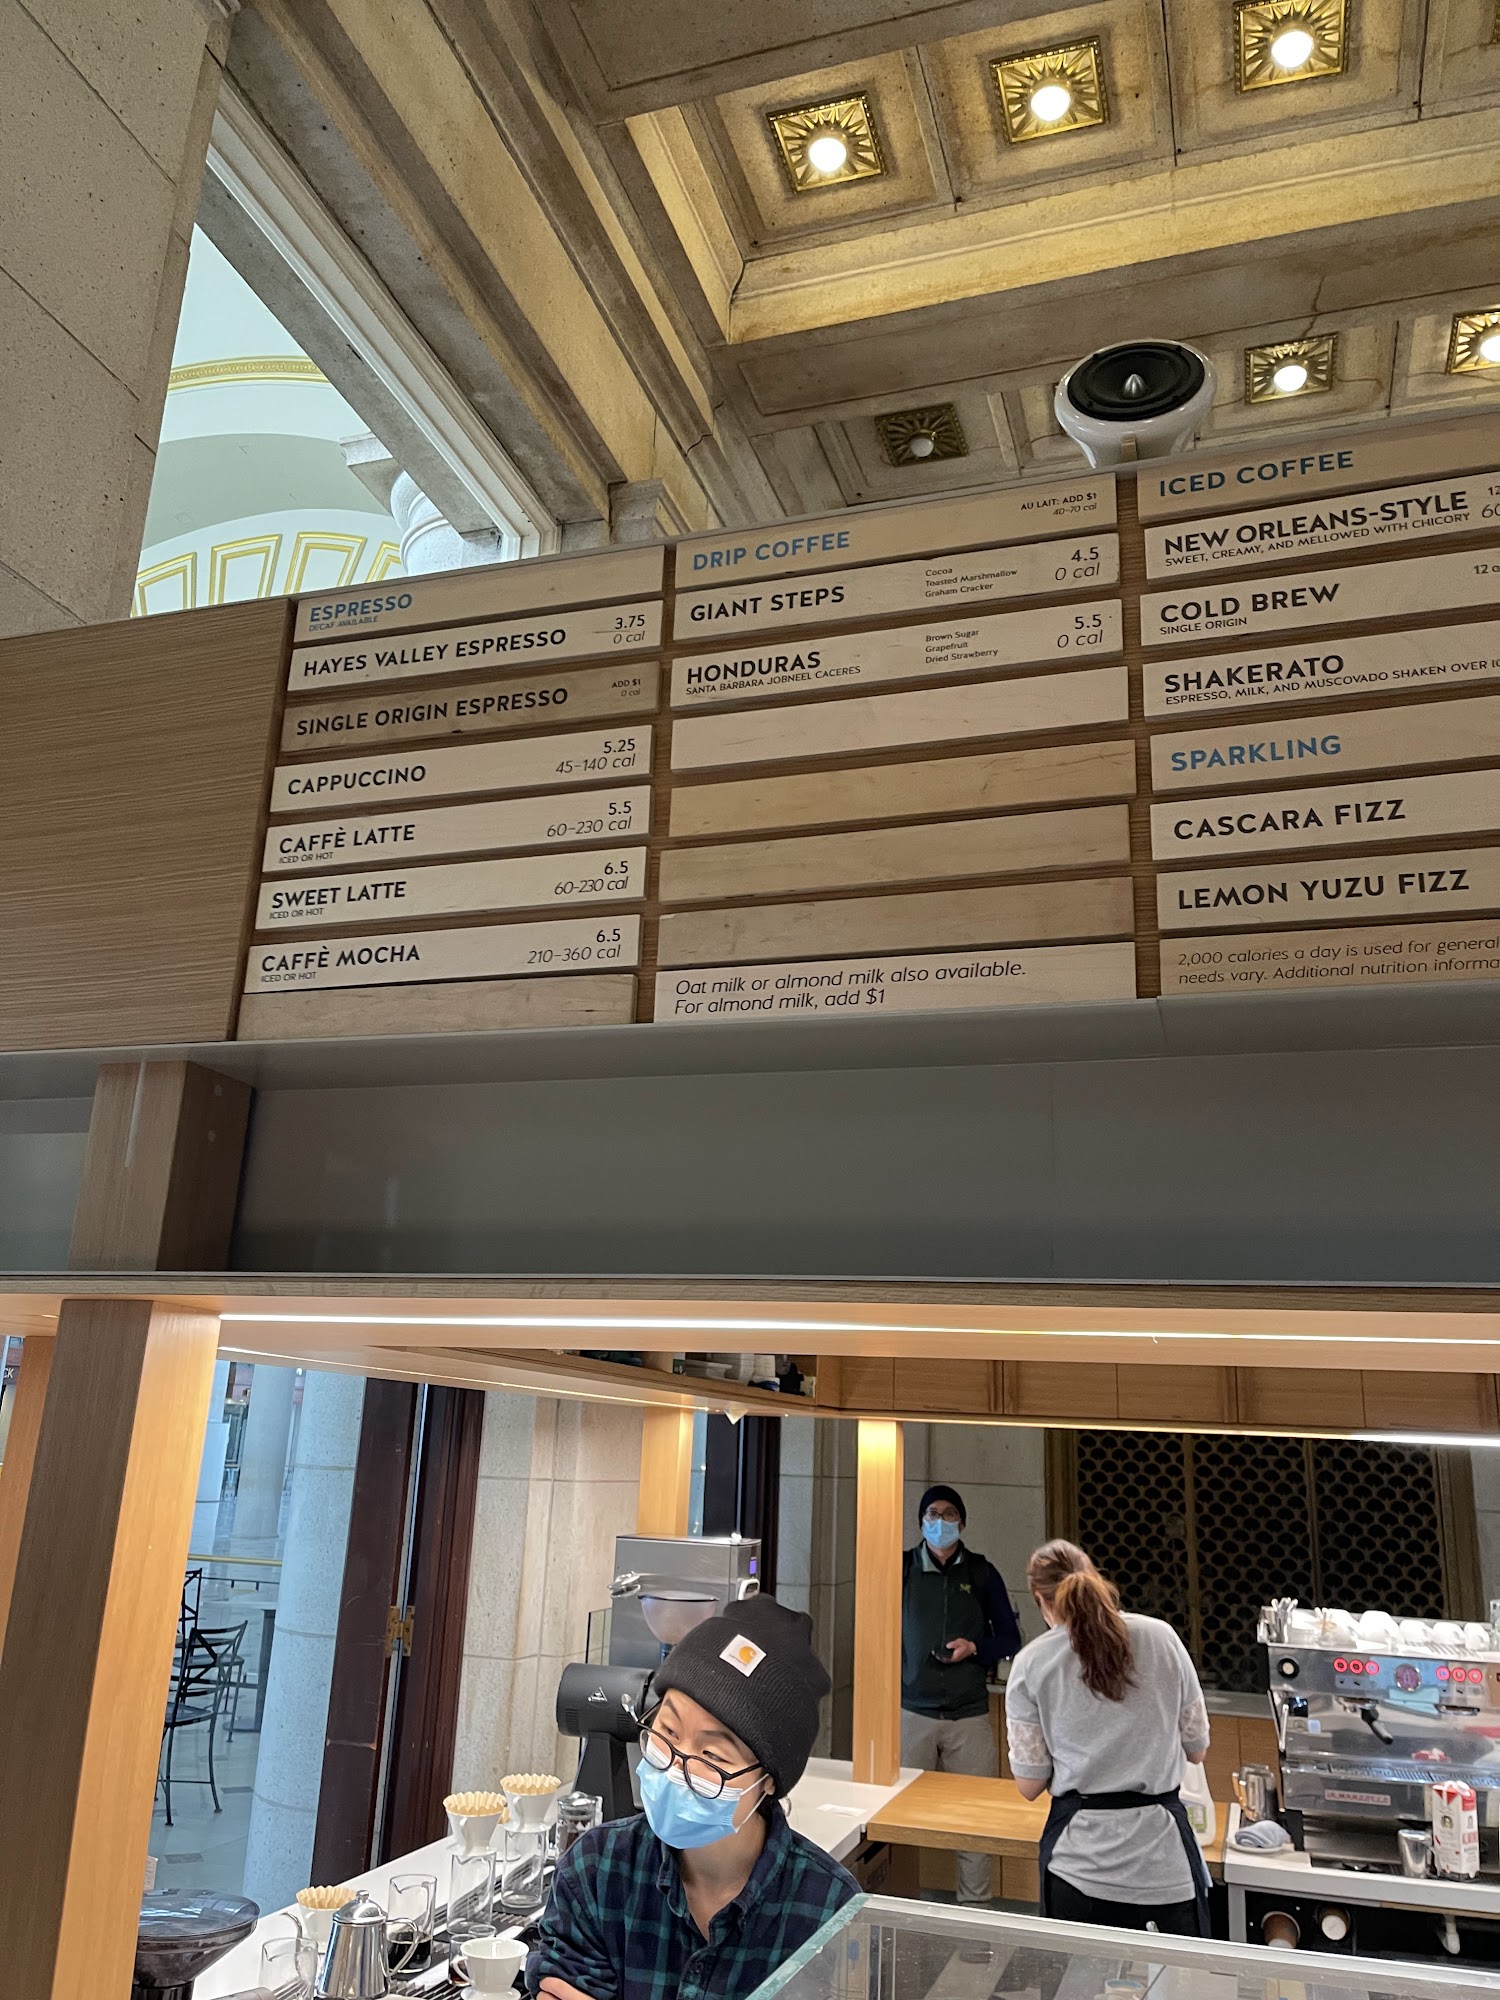 ESPRESSO
DECAF AVAILABLE
HAYES VALLEY ESPRESSO 3.75
0 cal
SINGLE ORIGIN ESPRESSO ADD $1
0 cal
CAPPUCCINO 5.25
45-140 cal
CAFFÈ LATTE 5.5
ICED OR HOT 60-230 cal
SWEET LATTE 6.5
ICED OR HOT 60-230 cal
CAFFÈ MOCHA 6.5
ICED OR HOT 210-360 cal
DRIP COFFEE AU LAIT: ADD $1
40-70 cal
GIANT STEPS Cocoa 4.5
Toasted Marshmallow 0 cal
Graham Cracker
HONDURAS Brown Sugar 5.5
SANTA BÁRBARA JOBNEEL CACERES Grapefruit 0 cal
Dried Strawberry
Oat milk or almond milk also available.
For almond milk, add $1
ICED COFFEE
NEW ORLEANS-STYLE 12
SWEET, CREAMY, AND MELLOWED WITH CHICORY 60
COLD BREW 12
SINGLE ORIGIN
SHAKERATO
ESPRESSO, MILK, AND MUSCOVADO SHAKEN OVER
SPARKLING
CASCARA FIZZ
LEMON YUZU FIZZ
2,000 calories a day is used for general
needs vary. Additional nutrition